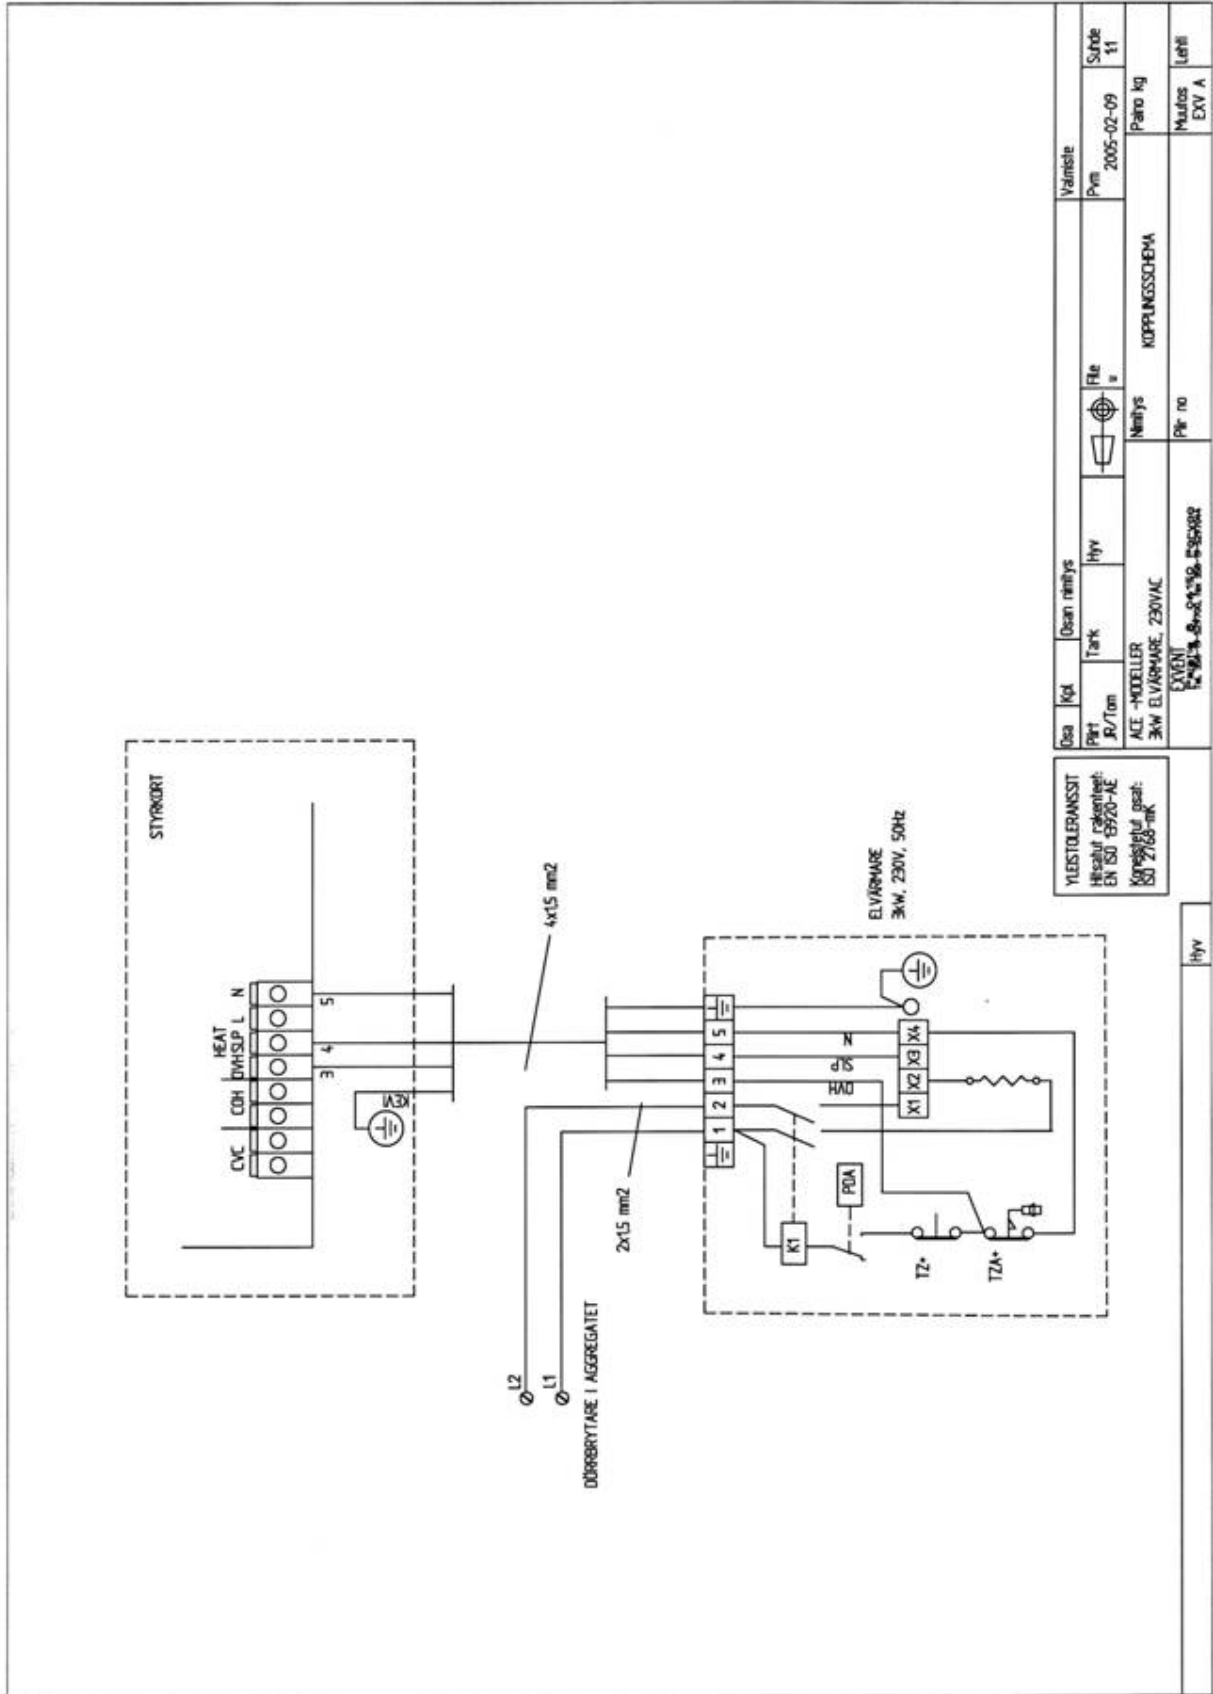 STYRKORT
HEAT
CVC COH OVH SLP L N
3 4 5
KEVI
4x1,5 mm2
L2
L1
2x1,5 mm2
DÖRRBRYTARE I AGGREGATET
ELVÄRMARE
3kW, 230V, 50Hz
1 2 3 4 5
OVH SLP N
X1 X2 X3 X4
K1
PDA
TZ+
TZA+
YLEISTOLERANSSIT
Hitsatut rakenteet:
EN ISO 13920-AE
Koneistetut osat:
ISO 2768-mK
Osa Kpl Osan nimitys Valmiste
Piirt Tark Hyv File Pvm Suhde
JR/Tom 2005-02-09 1:1
ACE -MODELLER
3kW ELVÄRMARE, 230VAC
Nimitys
KOPPLINGSSCHEMA
Paino kg
EXVENT
Piir no
Muutos
EXV A
Lehti
Hyv